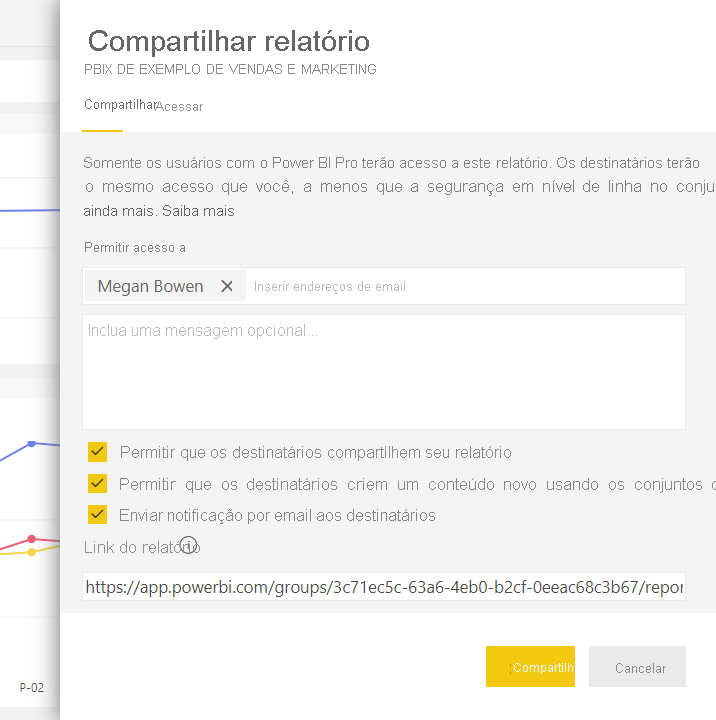 Compartilhar relatório
PBIX DE EXEMPLO DE VENDAS E MARKETING
Compartilhar Acessar
Somente os usuários com o Power BI Pro terão acesso a este relatório. Os destinatários terão
o mesmo acesso que você, a menos que a segurança em nível de linha no conju
ainda mais. Saiba mais
Permitir acesso a
Megan Bowen Inserir endereços de email
Inclua uma mensagem opcional...
Permitir que os destinatários compartilhem seu relatório
Permitir que os destinatários criem um conteúdo novo usando os conjuntos
Enviar notificação por email aos destinatários
Link do relatório
https://app.powerbi.com/groups/3c71ec5c-63a6-4eb0-b2cf-0eeac68c3b67/repor
Compartilh Cancelar
P-02